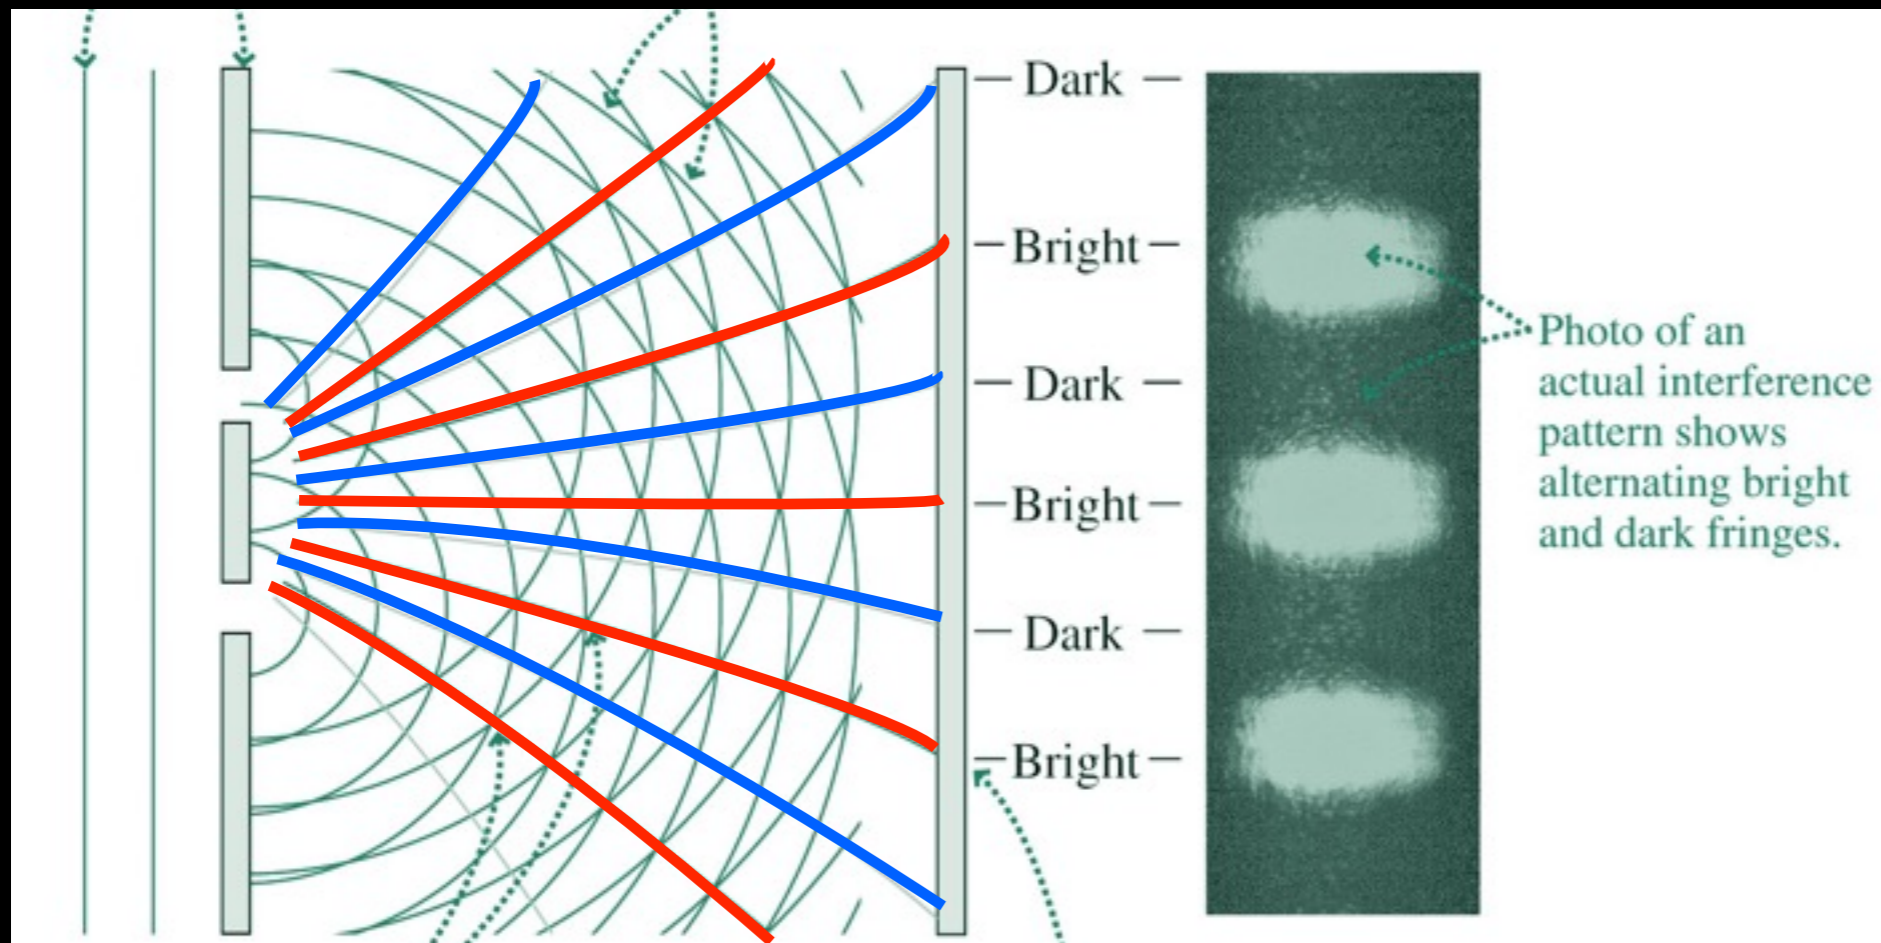 Dark
Bright
Dark
Bright
Dark
Bright
Photo of an
actual interference
pattern shows
alternating bright
and dark fringes.